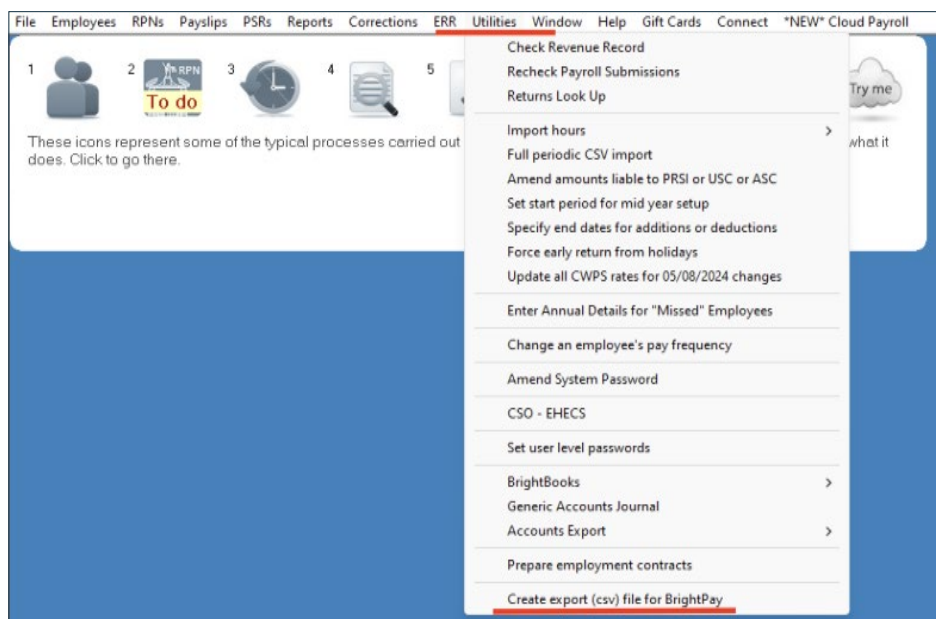 File Employees RPNs Payslips PSRs Reports Corrections ERR Utilities Window Help Gift Cards Connect *NEW* Cloud Payroll
1 2 RPN To do 3 4 5 Try me
These icons represent some of the typical processes carried out what it
does. Click to go there.
Check Revenue Record
Recheck Payroll Submissions
Returns Look Up
Import hours
Full periodic CSV import
Amend amounts liable to PRSI or USC or ASC
Set start period for mid year setup
Specify end dates for additions or deductions
Force early return from holidays
Update all CWPS rates for 05/08/2024 changes
Enter Annual Details for "Missed" Employees
Change an employee's pay frequency
Amend System Password
CSO - EHECS
Set user level passwords
BrightBooks
Generic Accounts Journal
Accounts Export
Prepare employment contracts
Create export (csv) file for BrightPay